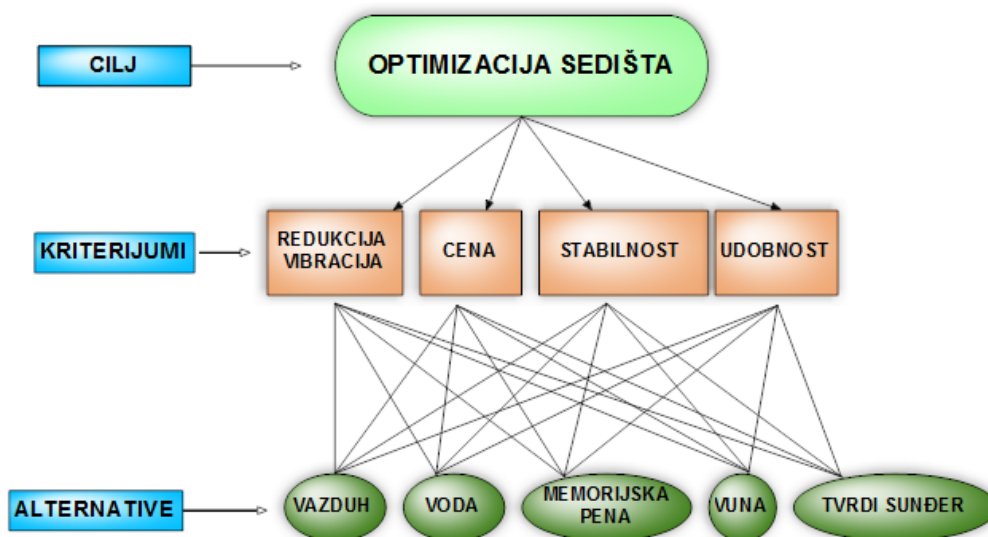 CILJ
OPTIMIZACIJA SEDIŠTA
KRITERIJUMI
REDUKCIJA
VIBRACIJA
CENA
STABILNOST
UDOBNOST
ALTERNATIVE
VAZDUH
VODA
MEMORIJSKA
PENA
VUNA
TVRDI SUNĐER